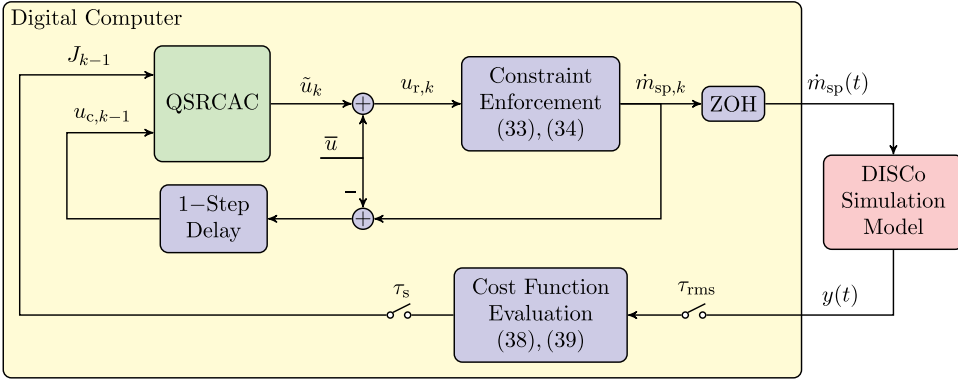 Digital Computer
J_{k−1}
QSRCAC
ũ_k
+
u_{r,k}
Constraint
Enforcement
(33), (34)
ṁ_{sp,k}
ZOH
ṁ_{sp}(t)
u_{c,k−1}
u̅
−
+
1−Step
Delay
DISCo
Simulation
Model
τ_s
Cost Function
Evaluation
(38), (39)
τ_{rms}
y(t)